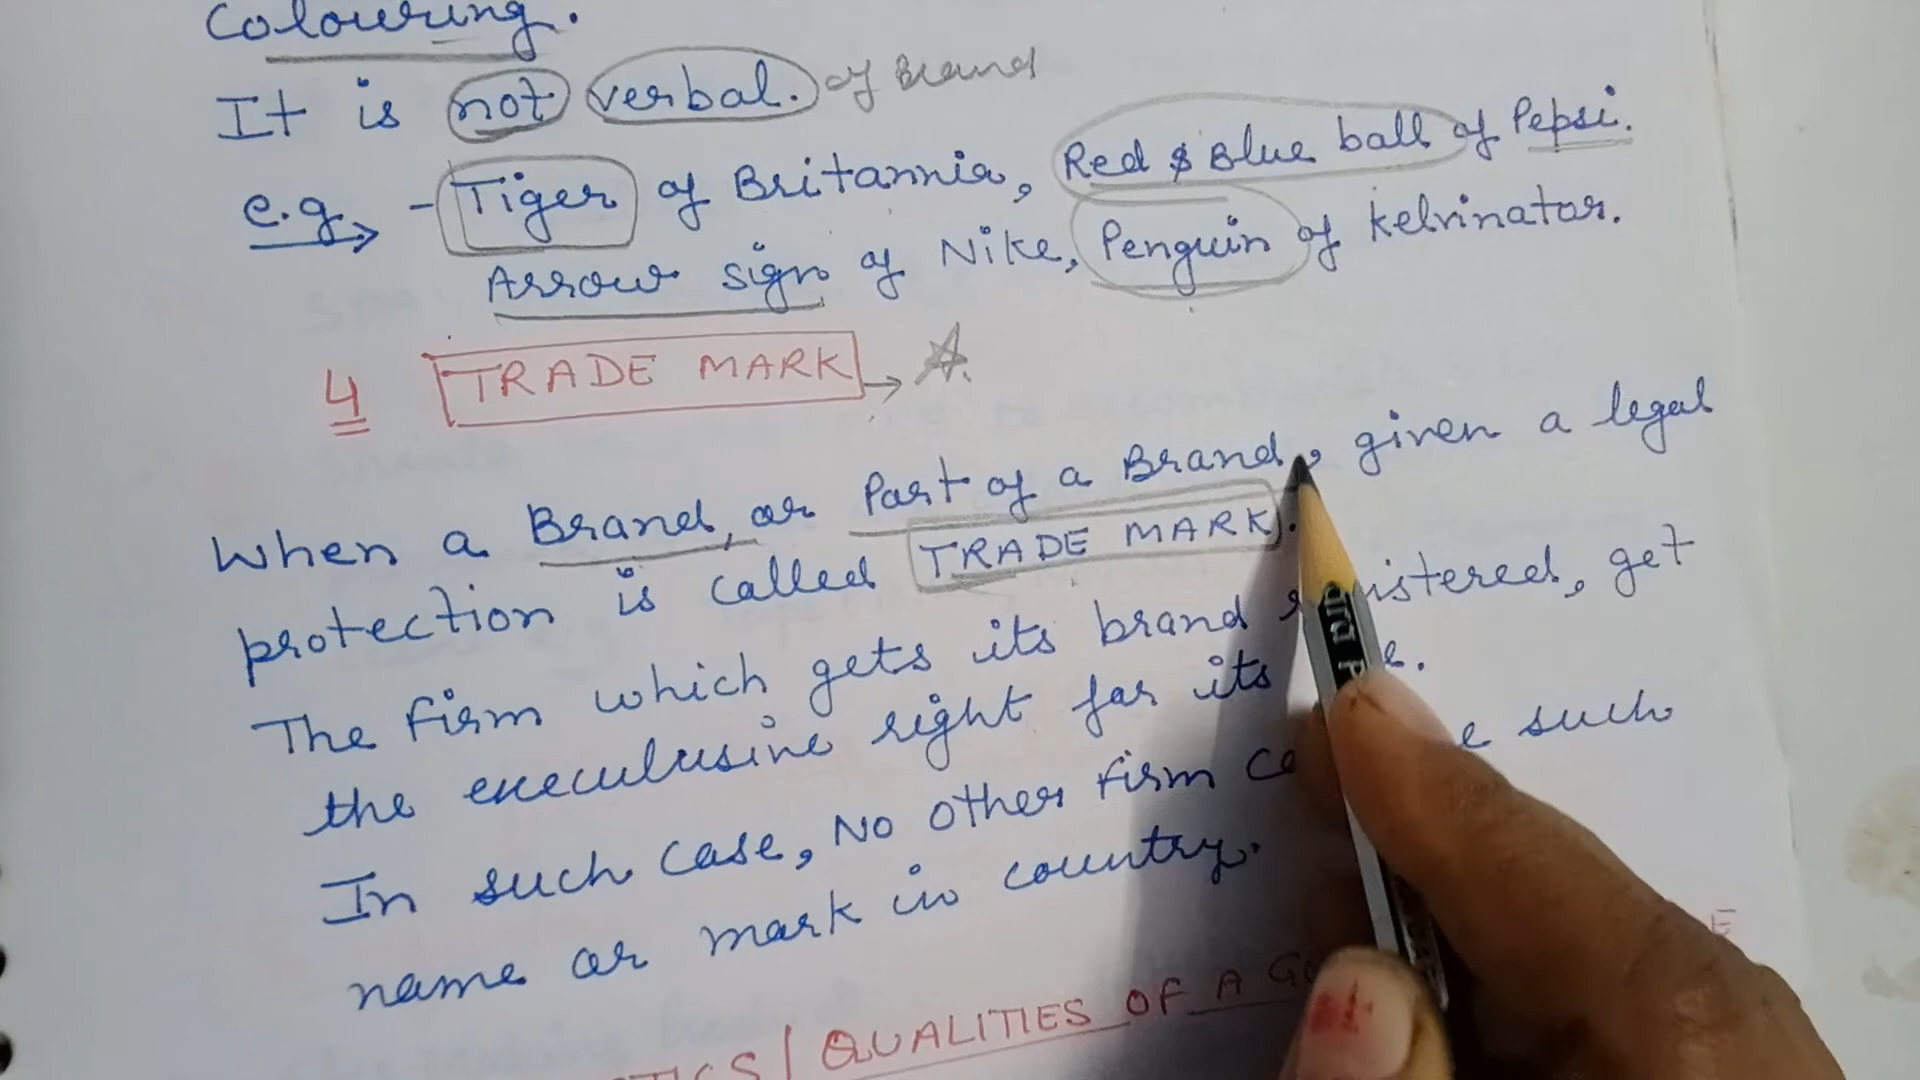 Colouring.
It is not verbal. of Brand
e.g → - Tiger of Britannia, Red & Blue ball of Pepsi.
Arrow sign of Nike, Penguin of Kelvinator.
4 TRADE MARK →
When a Brand, or Part of a Brand, given a legal
protection is called TRADE MARK.
The firm which gets its brand registered, get
the execulusive right for its
In such case, No other firm such
name or mark in country.
QUALITIES OF A